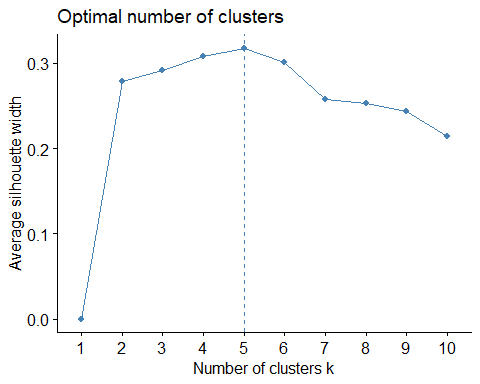 Optimal number of clusters
Average silhouette width
0.3
0.2
0.1
0.0
1 2 3 4 5 6 7 8 9 10
Number of clusters k